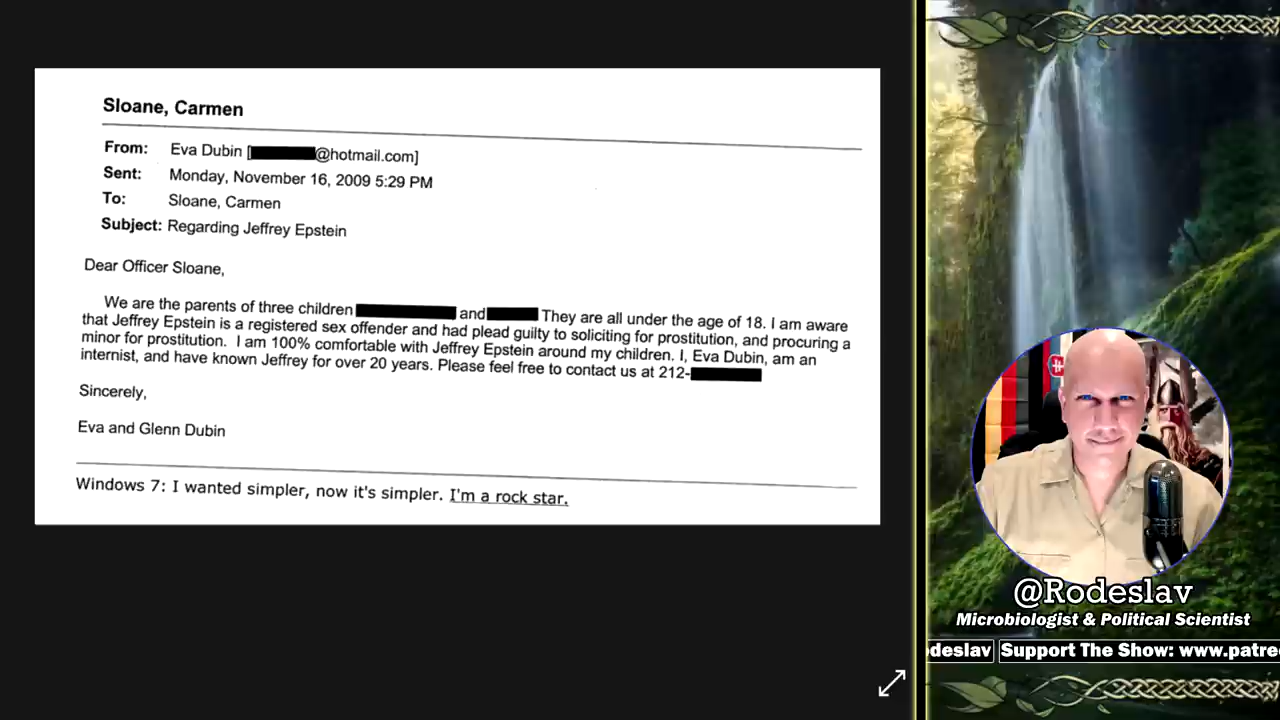 Sloane, Carmen
From: Eva Dubin [@hotmail.com]
Sent: Monday, November 16, 2009 5:29 PM
To: Sloane, Carmen
Subject: Regarding Jeffrey Epstein
Dear Officer Sloane,
We are the parents of three children and They are all under the age of 18. I am aware
that Jeffrey Epstein is a registered sex offender and had plead guilty to soliciting for prostitution, and procuring a
minor for prostitution. I am 100% comfortable with Jeffrey Epstein around my children. I, Eva Dubin, am an
internist, and have known Jeffrey for over 20 years. Please feel free to contact us at 212-
Sincerely,
Eva and Glenn Dubin
Windows 7: I wanted simpler, now it's simpler. I'm a rock star.
@Rodeslav
Microbiologist & Political Scientist
odeslav Support The Show: www.patre